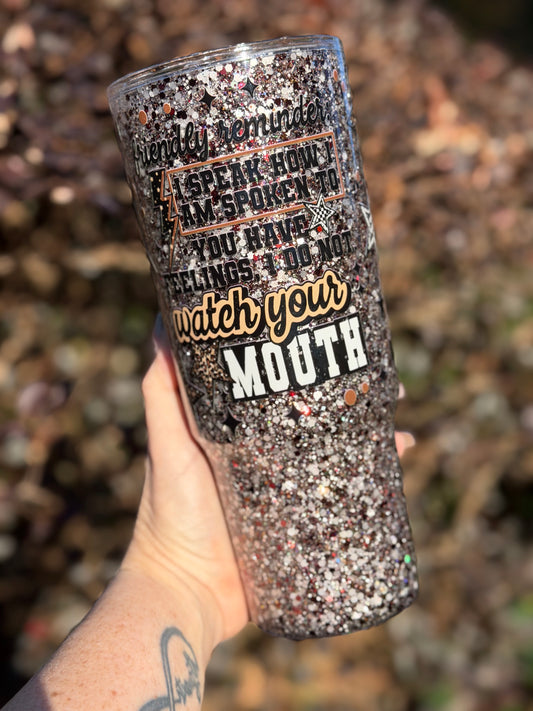 friendly reminder
I SPEAK HOW I
AM SPOKEN TO
YOU HAVE
FEELINGS I DO NOT
watch your
MOUTH